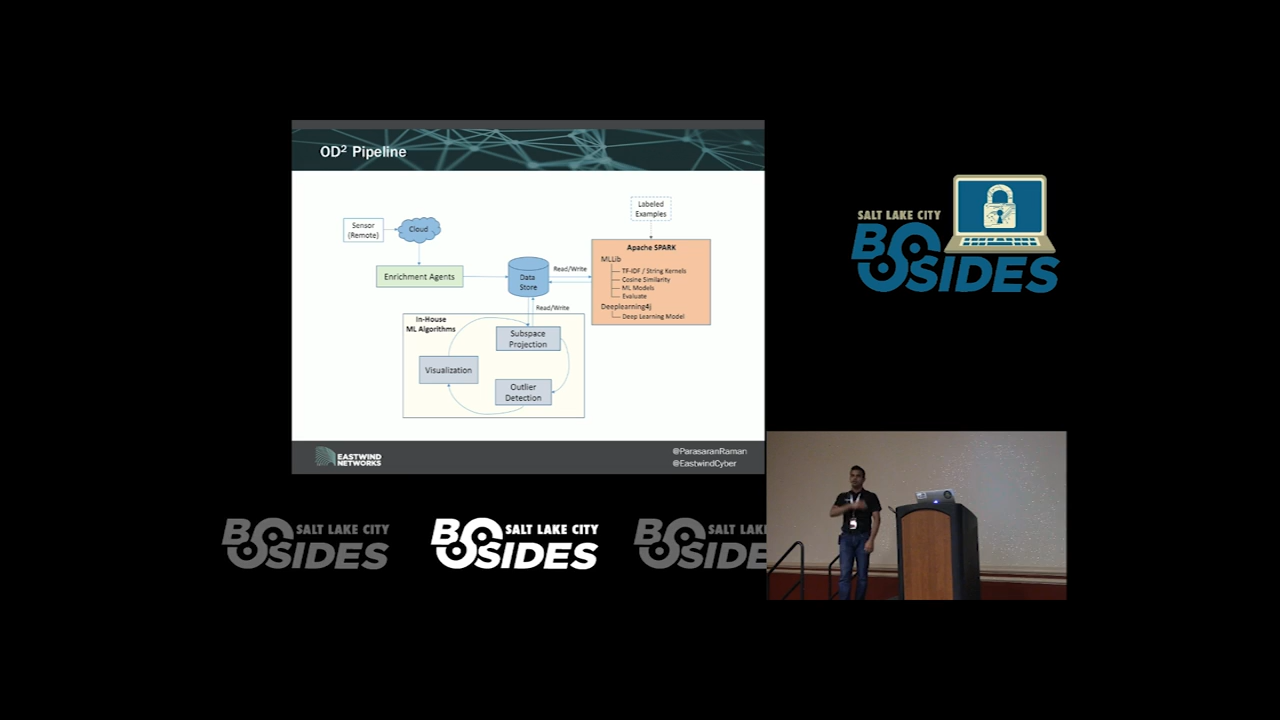 OD² Pipeline
Labeled
Examples
Sensor
(Remote)
Cloud
Enrichment Agents
Data
Store
Read/Write
Apache SPARK
MLLib
TF-IDF / String Kernels
Cosine Similarity
ML Models
Evaluate
Deeplearning4j
Deep Learning Model
Read/Write
In-House
ML Algorithms
Subspace
Projection
Visualization
Outlier
Detection
EASTWIND
NETWORKS
@ParasaranRaman
@EastwindCyber
SALT LAKE CITY
BSIDES
SALT LAKE CITY
BSIDES
SALT LAKE CITY
BSIDES
SALT LAKE
BSIDE